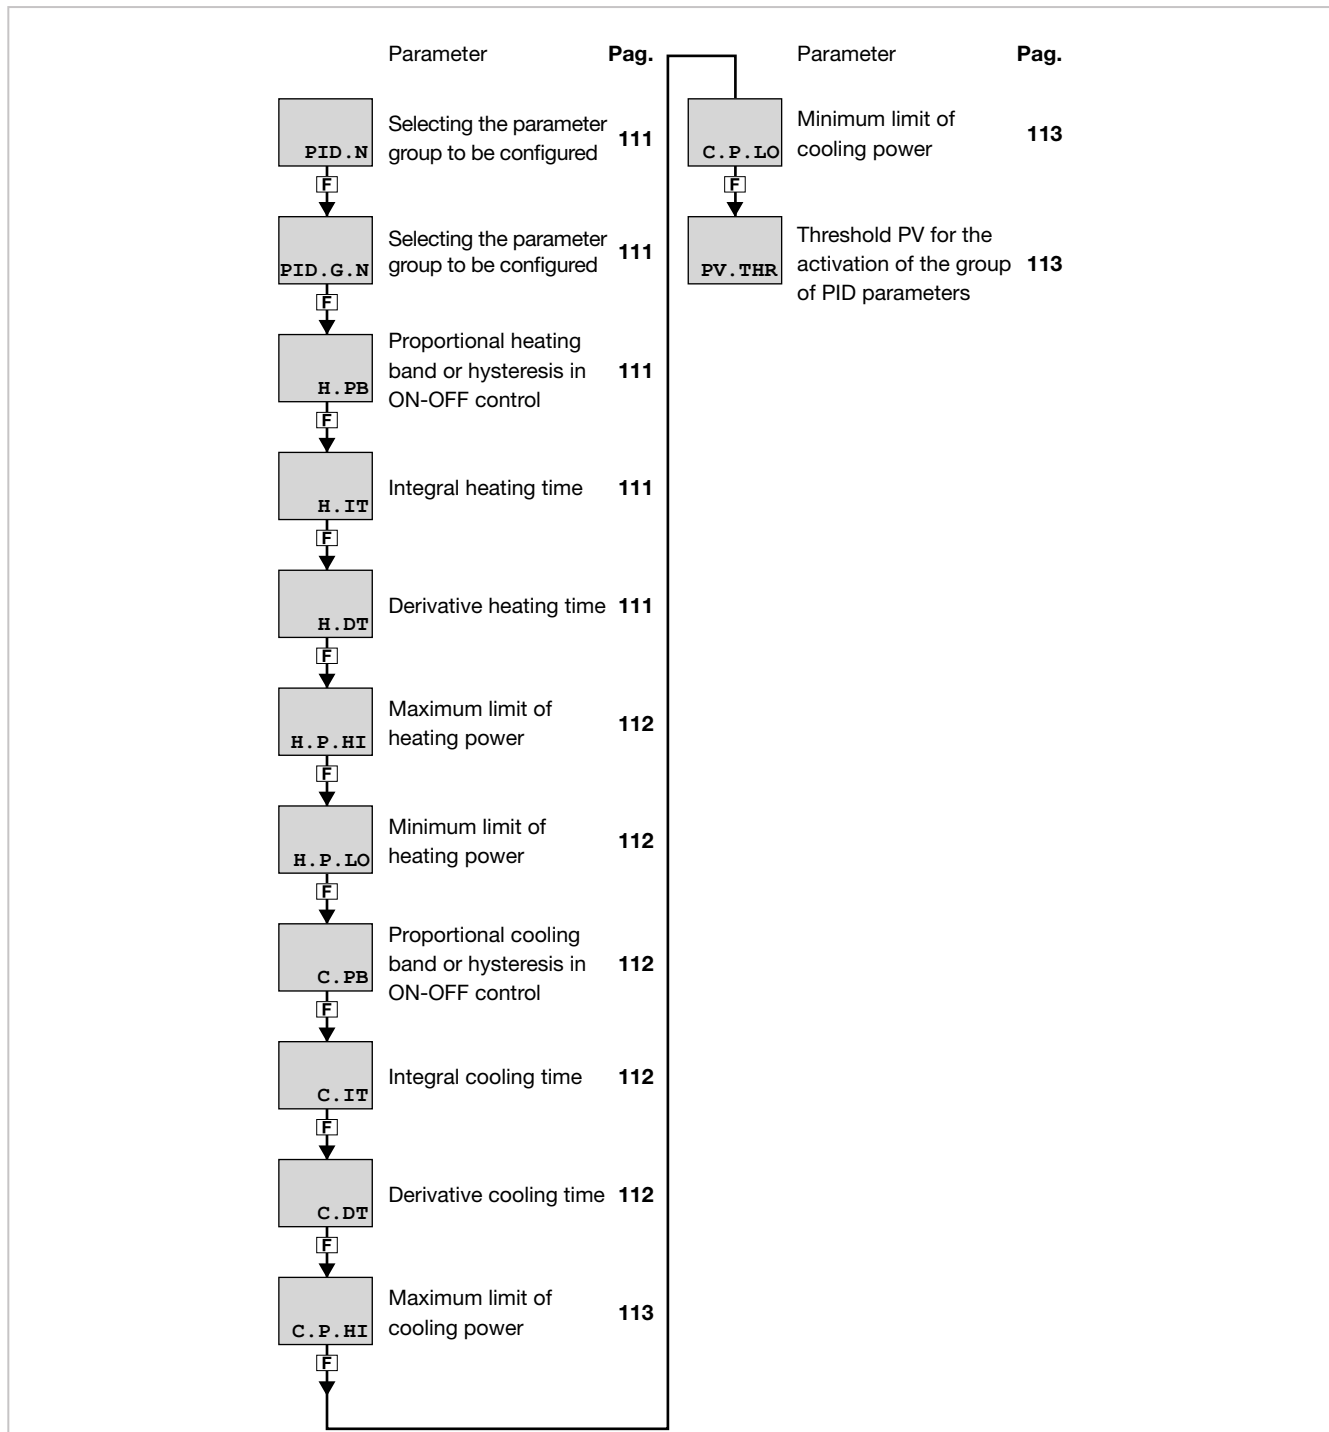 Parameter Pag.
PID.N
Selecting the parameter
group to be configured
111
F
PID.G.N
Selecting the parameter
group to be configured
111
F
H.PB
Proportional heating
band or hysteresis in
ON-OFF control
111
F
H.IT
Integral heating time
111
F
H.DT
Derivative heating time
111
F
H.P.HI
Maximum limit of
heating power
112
F
H.P.LO
Minimum limit of
heating power
112
F
C.PB
Proportional cooling
band or hysteresis in
ON-OFF control
112
F
C.IT
Integral cooling time
112
F
C.DT
Derivative cooling time
112
F
C.P.HI
Maximum limit of
cooling power
113
F
Parameter Pag.
C.P.LO
Minimum limit of
cooling power
113
F
PV.THR
Threshold PV for the
activation of the group
of PID parameters
113